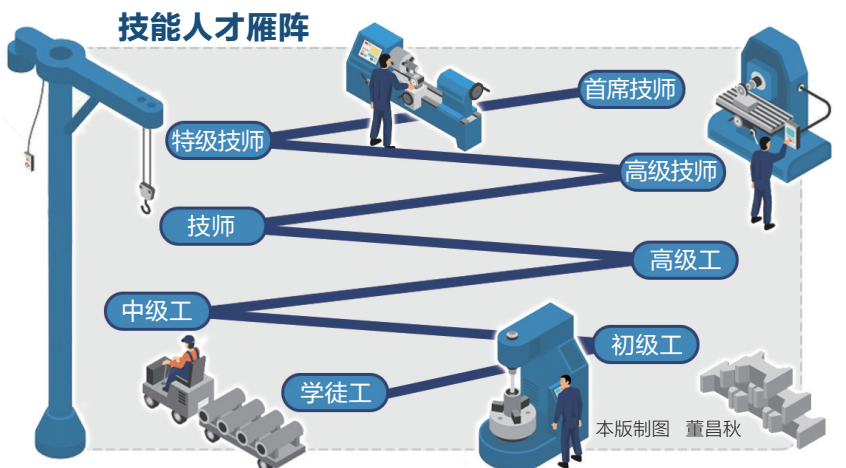 技能人才雁阵
首席技师
特级技师
高级技师
技师
高级工
中级工
初级工
学徒工
本版制图 董昌秋